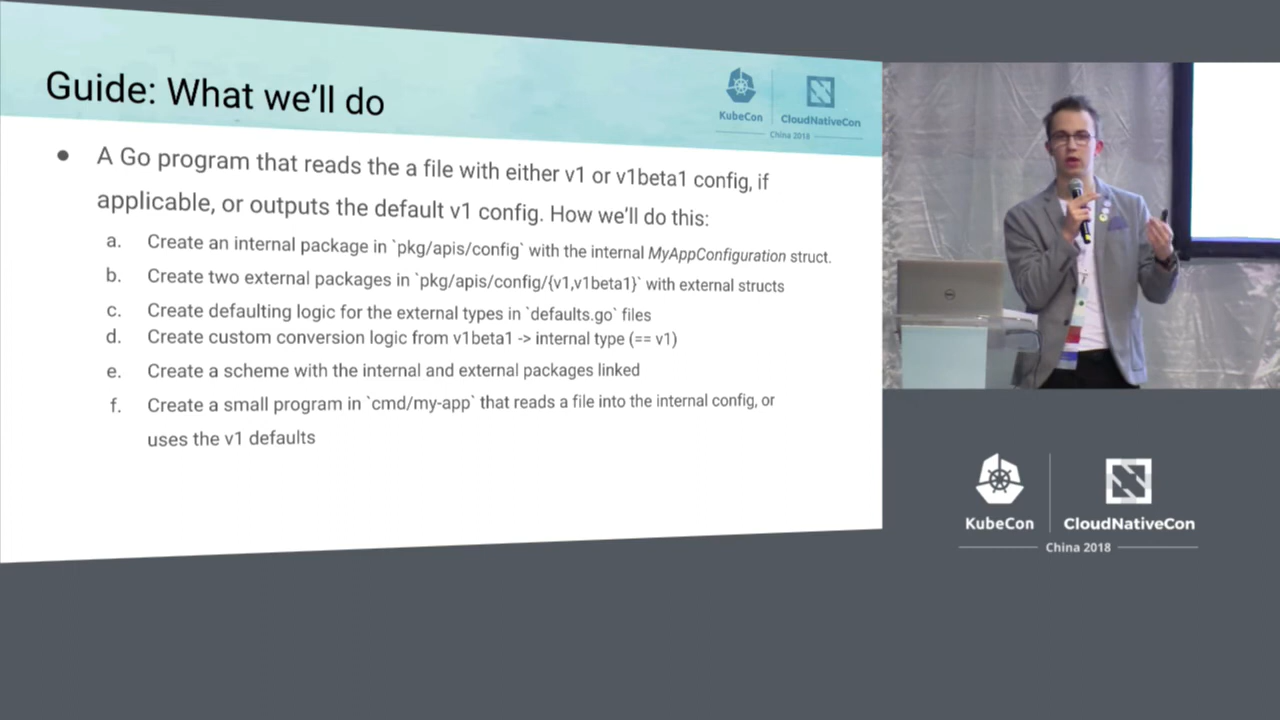 Guide: What we'll do
KubeCon
CloudNativeCon
China 2018
● A Go program that reads the a file with either v1 or v1beta1 config, if
applicable, or outputs the default v1 config. How we'll do this:
a. Create an internal package in `pkg/apis/config` with the internal MyAppConfiguration struct.
b. Create two external packages in `pkg/apis/config/{v1,v1beta1}` with external structs
c. Create defaulting logic for the external types in `defaults.go` files
d. Create custom conversion logic from v1beta1 -> internal type (== v1)
e. Create a scheme with the internal and external packages linked
f. Create a small program in `cmd/my-app` that reads a file into the internal config, or
uses the v1 defaults
KubeCon
CloudNativeCon
China 2018